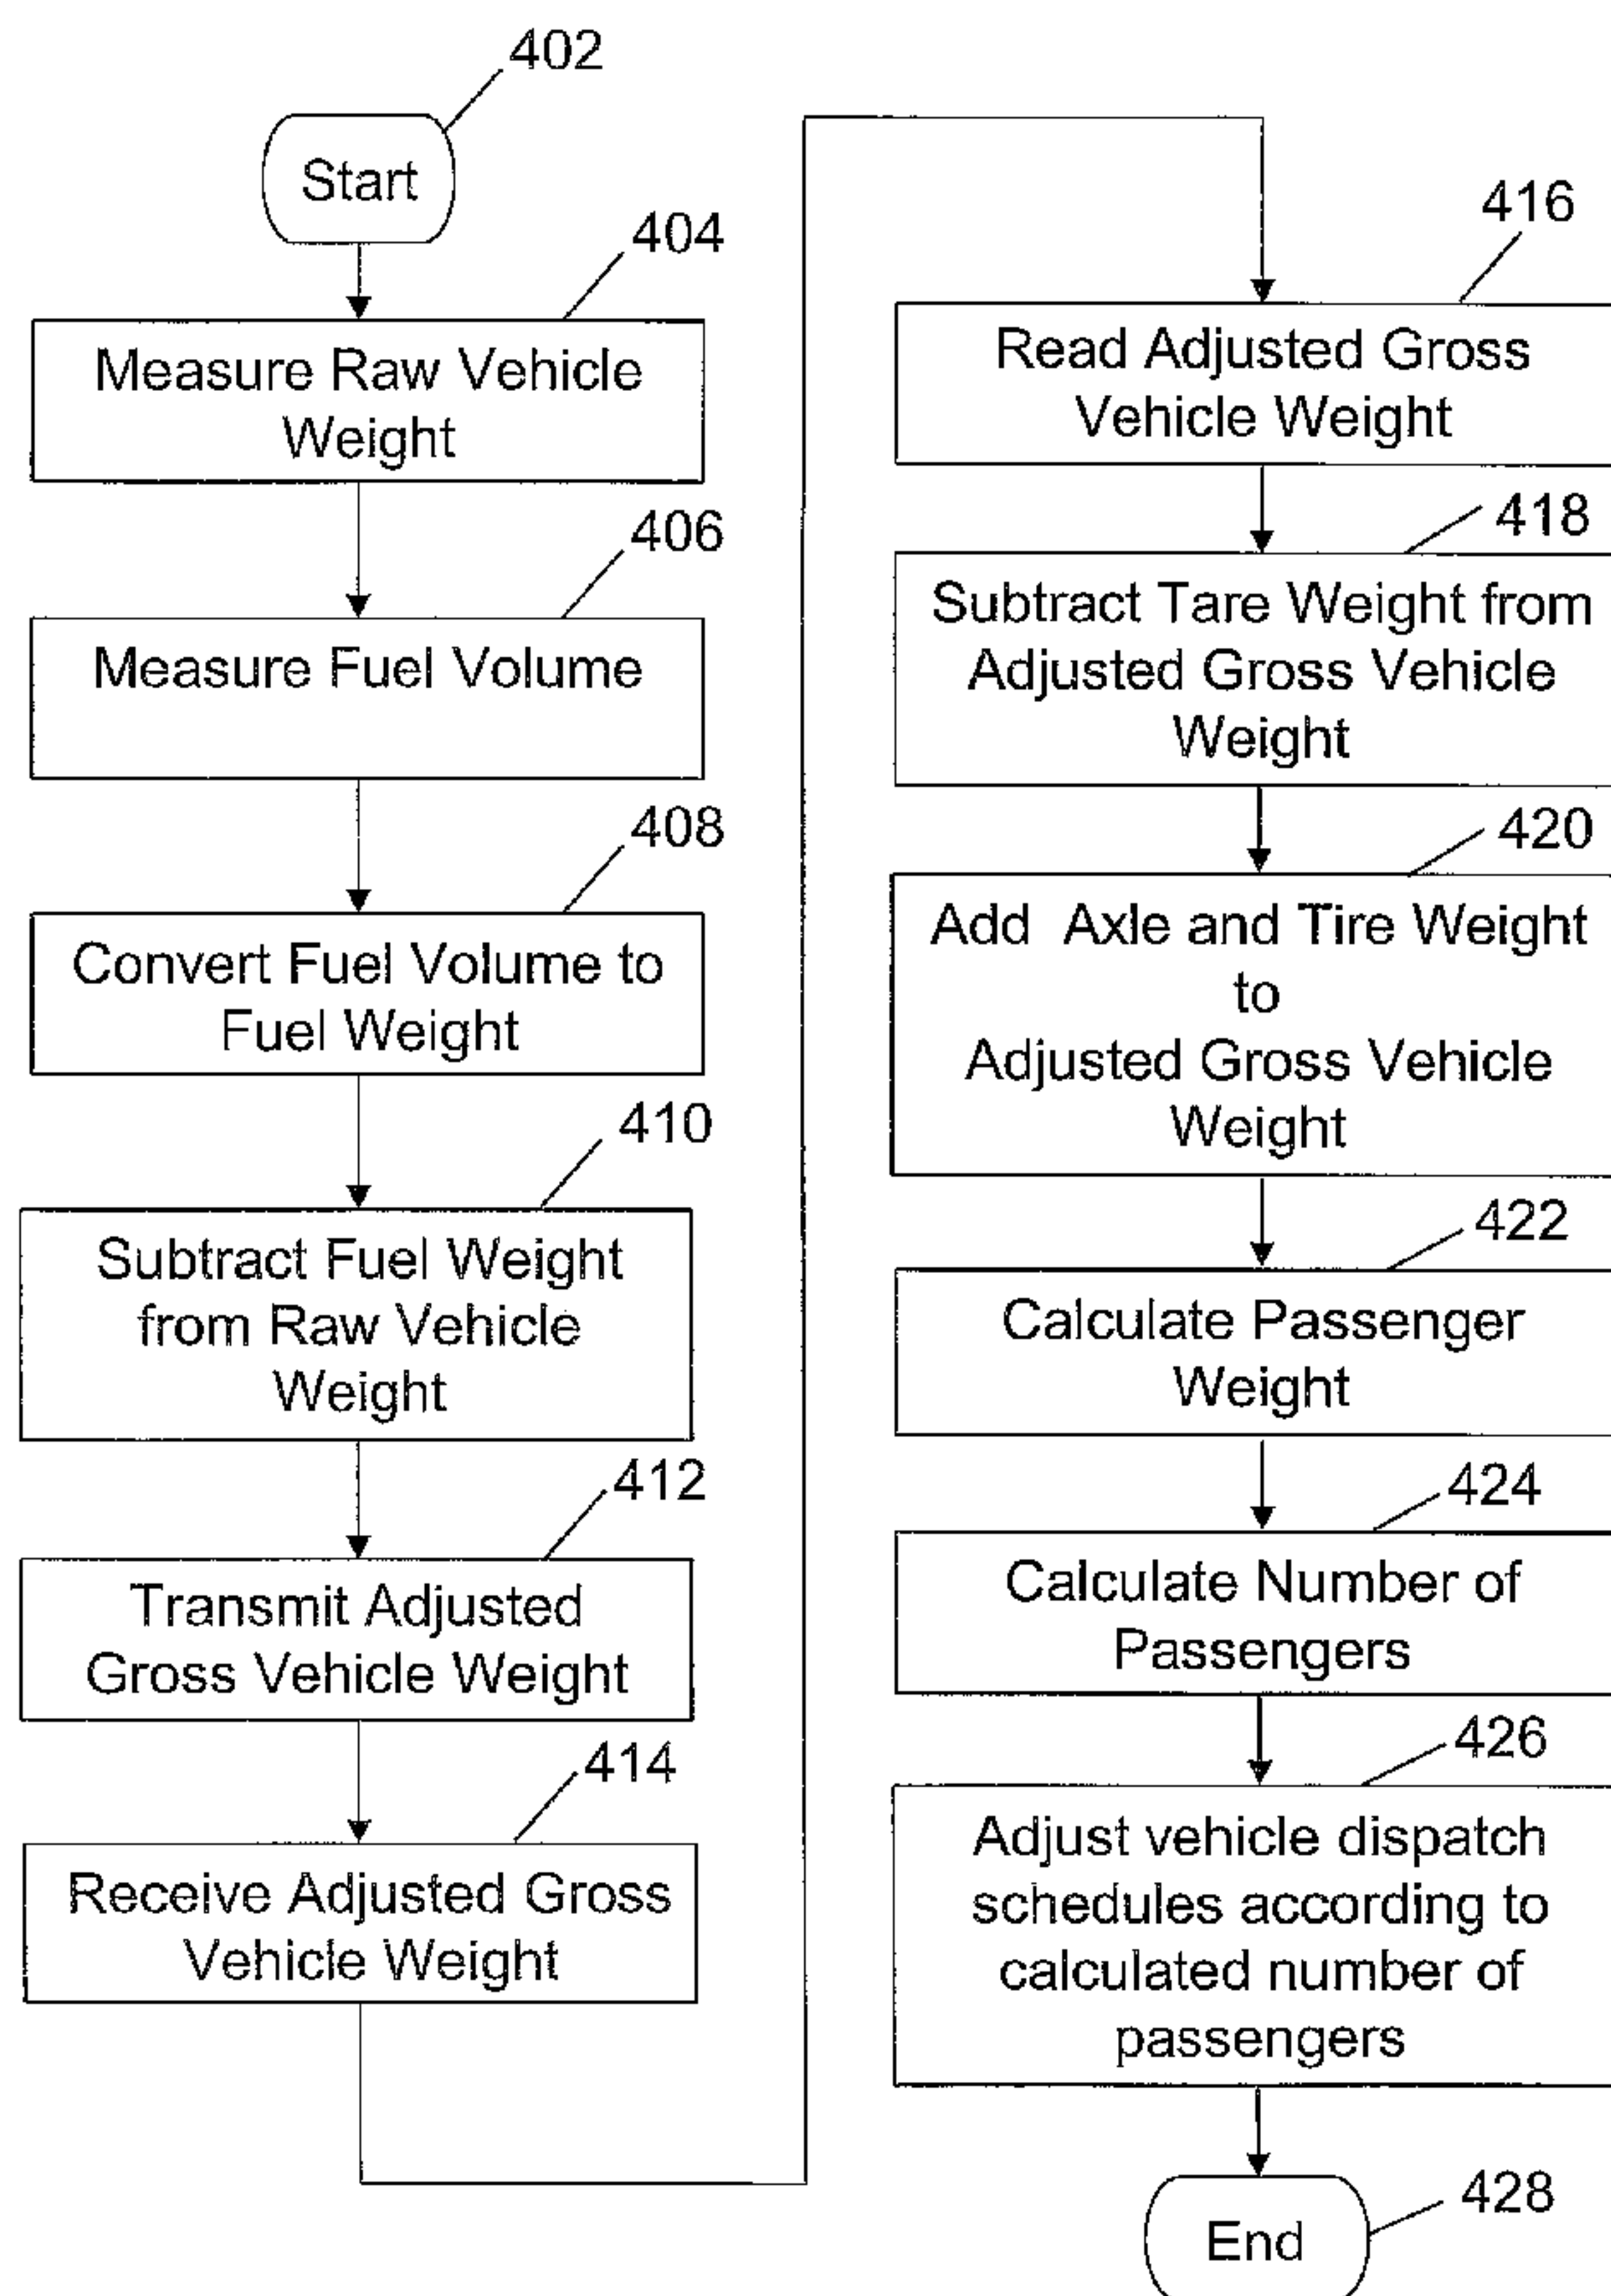 402
Start
404
Measure Raw Vehicle
Weight
406
Measure Fuel Volume
408
Convert Fuel Volume to
Fuel Weight
410
Subtract Fuel Weight
from Raw Vehicle
Weight
412
Transmit Adjusted
Gross Vehicle Weight
414
Receive Adjusted Gross
Vehicle Weight
416
Read Adjusted Gross
Vehicle Weight
418
Subtract Tare Weight from
Adjusted Gross Vehicle
Weight
420
Add Axle and Tire Weight
to
Adjusted Gross Vehicle
Weight
422
Calculate Passenger
Weight
424
Calculate Number of
Passengers
426
Adjust vehicle dispatch
schedules according to
calculated number of
passengers
428
End